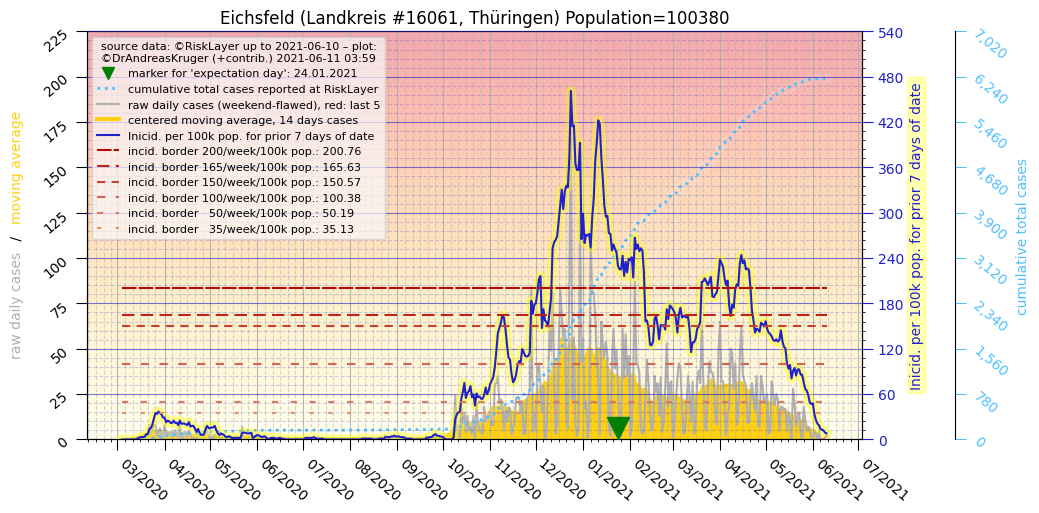 Eichsfeld (Landkreis #16061, Thüringen) Population=100380
source data: ©RiskLayer up to 2021-06-10 – plot:
©DrAndreasKruger (+contrib.) 2021-06-11 03:59
marker for 'expectation day': 24.01.2021
cumulative total cases reported at RiskLayer
raw daily cases (weekend-flawed), red: last 5
centered moving average, 14 days cases
Inicid. per 100k pop. for prior 7 days of date
incid. border 200/week/100k pop.: 200.76
incid. border 165/week/100k pop.: 165.63
incid. border 150/week/100k pop.: 150.57
incid. border 100/week/100k pop.: 100.38
incid. border   50/week/100k pop.: 50.19
incid. border   35/week/100k pop.: 35.13
raw daily cases / moving average
225
200
175
150
125
100
75
50
25
0
540
480
420
360
300
240
180
120
60
0
Inicid. per 100k pop. for prior 7 days of date
7,020
6,240
5,460
4,680
3,900
3,120
2,340
1,560
780
0
cumulative total cases
03/2020
04/2020
05/2020
06/2020
07/2020
08/2020
09/2020
10/2020
11/2020
12/2020
01/2021
02/2021
03/2021
04/2021
05/2021
06/2021
07/2021